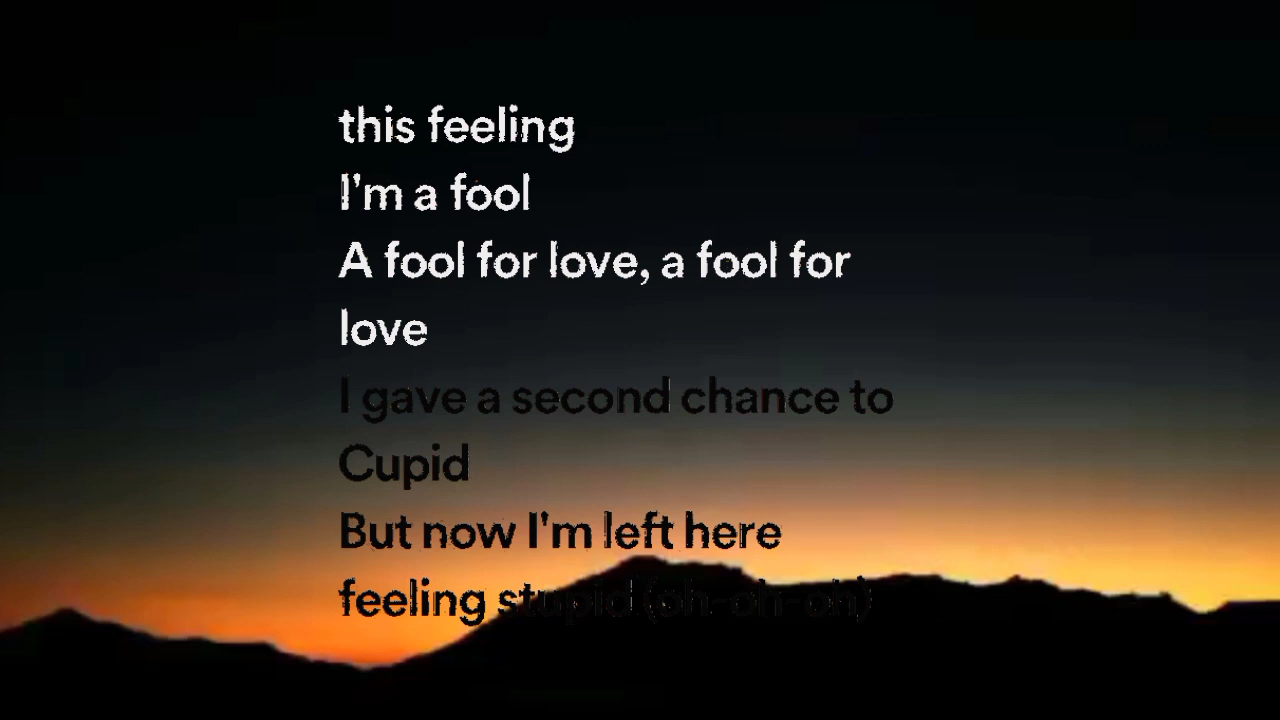 this feeling
I'm a fool
A fool for love, a fool for
love
I gave a second chance to
Cupid
But now I'm left here
feeling stupid (oh-oh-oh)